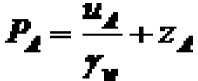 P_A = u_A / γ_w + z_A